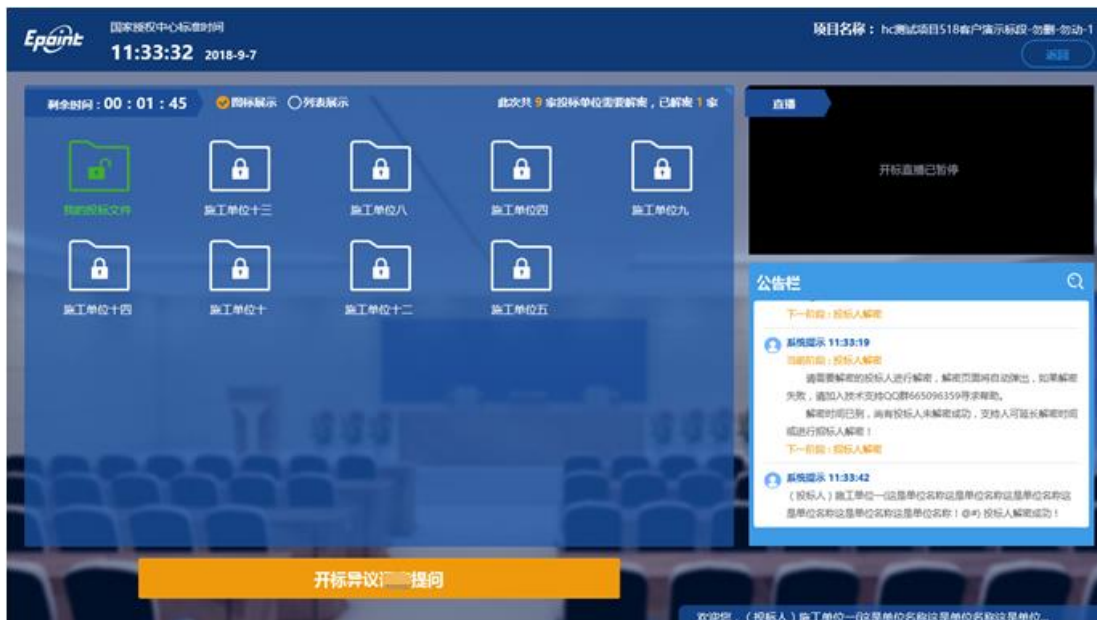 Epoint
国家授权中心标准时间
11:33:32 2018-9-7
项目名称：hc测试项目518客户演示标段-勿删-勿动-1
返回
剩余时间：00：01：45
图标展示 列表展示
此次共 9 家投标单位需要解密，已解密 1 家
直播
我的投标文件
施工单位十三
施工单位八
施工单位四
施工单位九
开标直播已暂停
施工单位十四
施工单位十
施工单位十二
施工单位五
公告栏
下一阶段：投标人解密
系统提示 11:33:19
当前阶段：投标人解密
请需要解密的投标人进行解密，解密页面将自动弹出，如果解密
失败，请加入技术支持QQ群665096359寻求帮助。
解密时间已到，尚有投标人未解密成功，支持人可延长解密时间
或进行招标人解密！
下一阶段：招标人解密
系统提示 11:33:42
（投标人）施工单位一(这是单位名称这是单位名称这是单位名称这
是单位名称这是单位名称这是单位名称！@#) 投标人解密成功！
开标异议 提问
欢迎您，（投标人）施工单位一(这是单位名称这是单位名称这是单位...